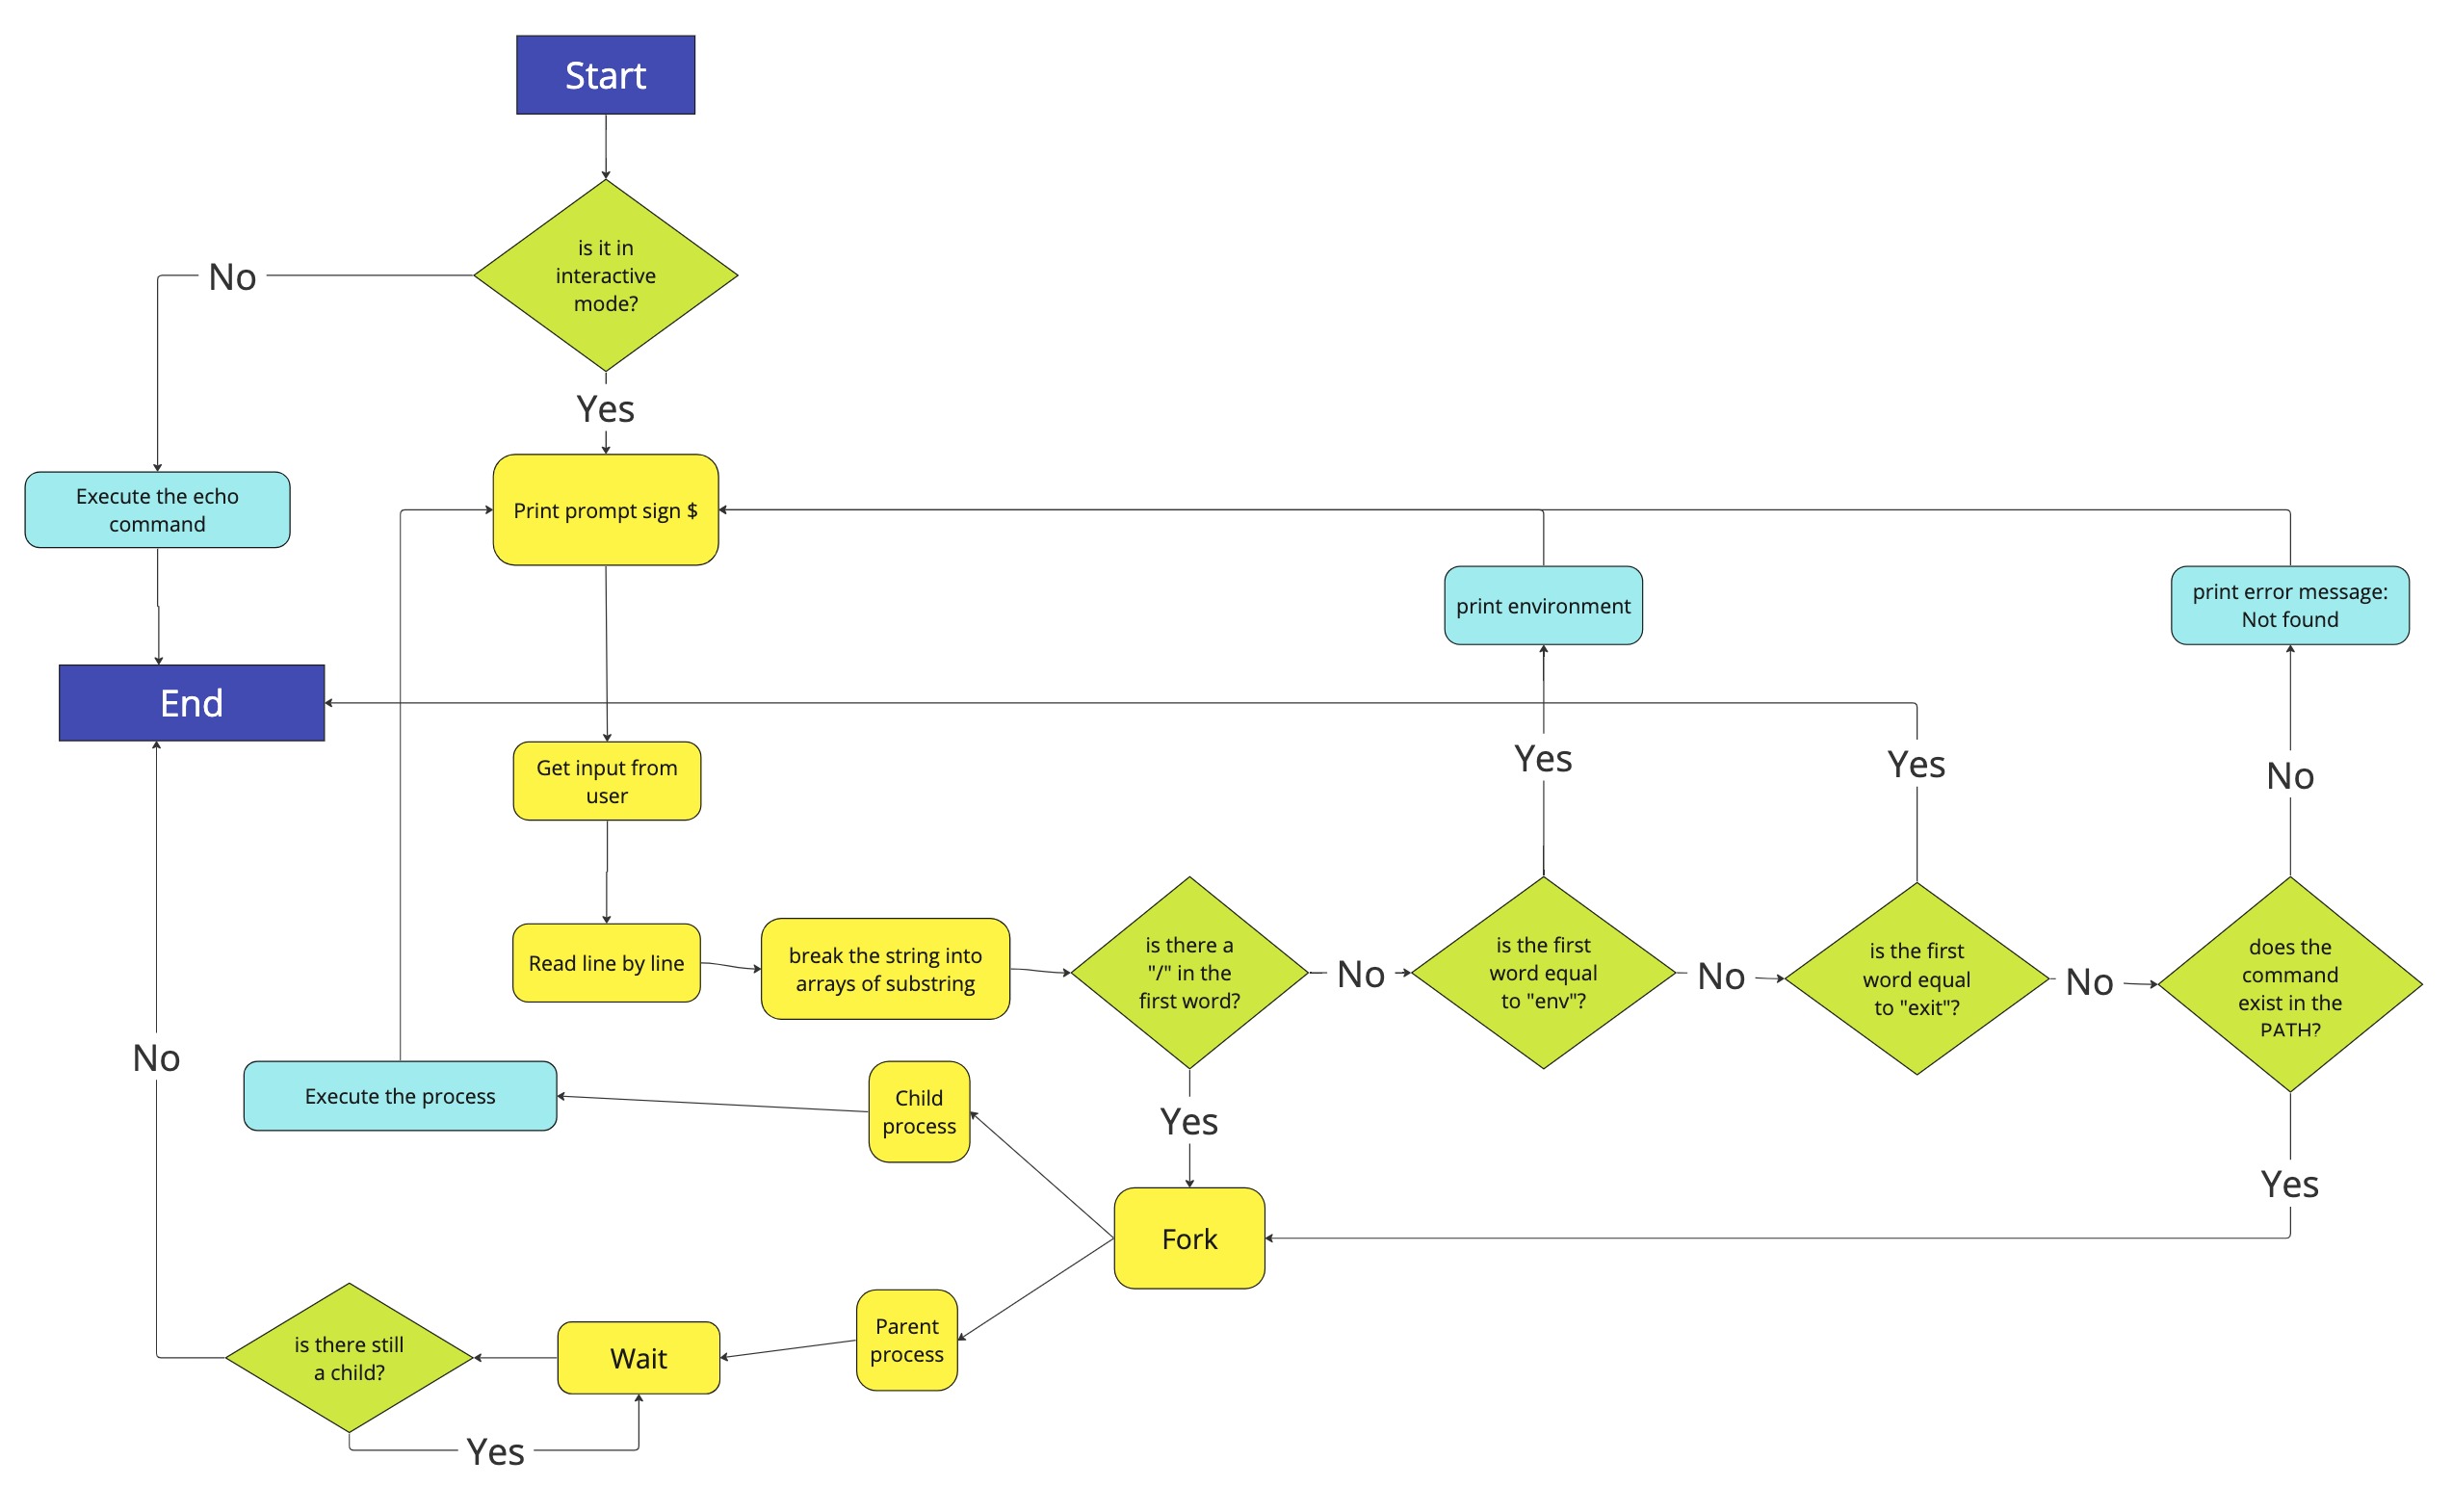 Start
is it in
interactive
mode?
No
Yes
Execute the echo
command
Print prompt sign $
print environment
print error message:
Not found
End
Get input from
user
Yes
Yes
No
Read line by line
break the string into
arrays of substring
is there a
"/" in the
first word?
No
is the first
word equal
to "env"?
No
is the first
word equal
to "exit"?
No
does the
command
exist in the
PATH?
No
Execute the process
Child
process
Yes
Yes
Fork
Parent
process
Wait
is there still
a child?
Yes